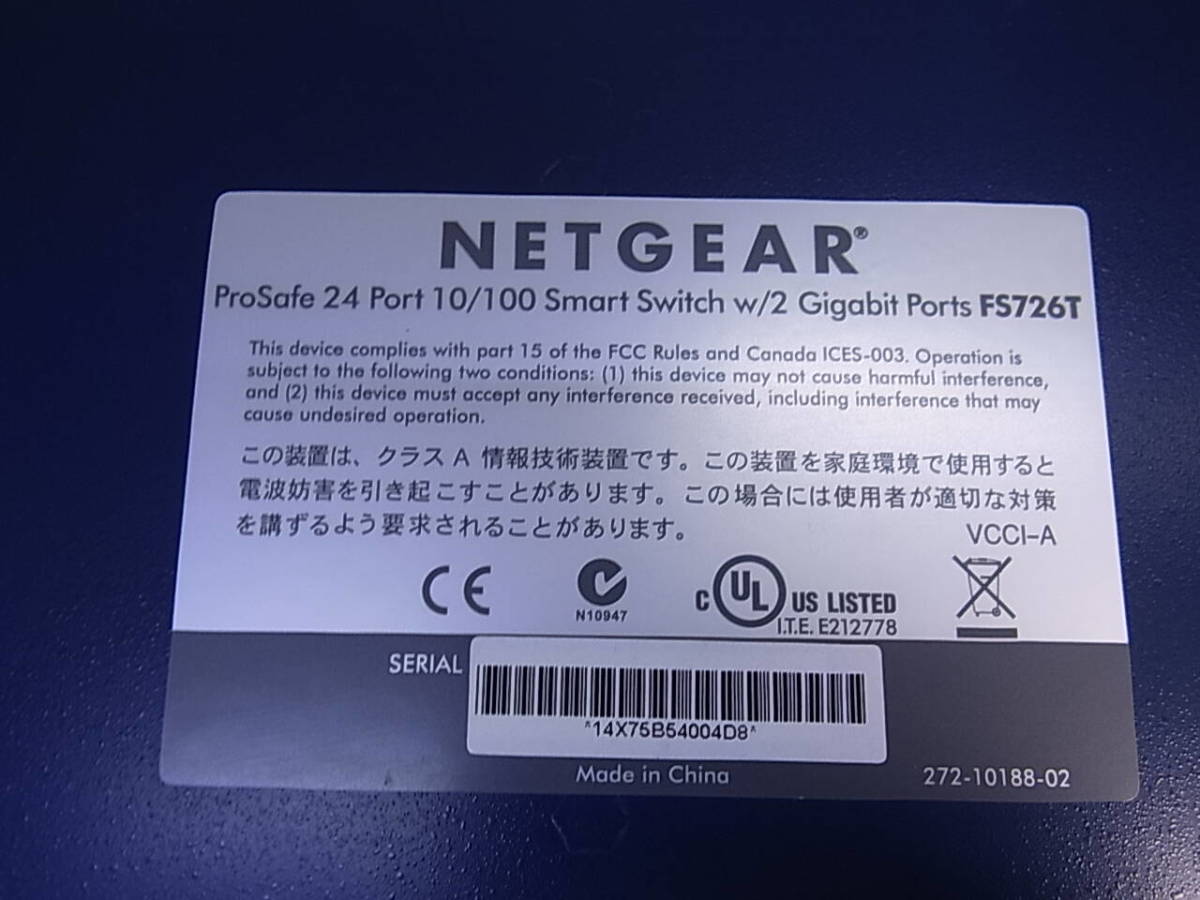 NETGEAR®
ProSafe 24 Port 10/100 Smart Switch w/2 Gigabit Ports FS726T
This device complies with part 15 of the FCC Rules and Canada ICES-003. Operation is
subject to the following two conditions: (1) this device may not cause harmful interference,
and (2) this device must accept any interference received, including interference that may
cause undesired operation.
この装置は、クラス A 情報技術装置です。この装置を家庭環境で使用すると
電波妨害を引き起こすことがあります。この場合には使用者が適切な対策
を講ずるよう要求されることがあります。
VCCI-A
CE
N10947
C UL US LISTED
I.T.E. E212778
SERIAL
*14X75B54004D8*
Made in China
272-10188-02